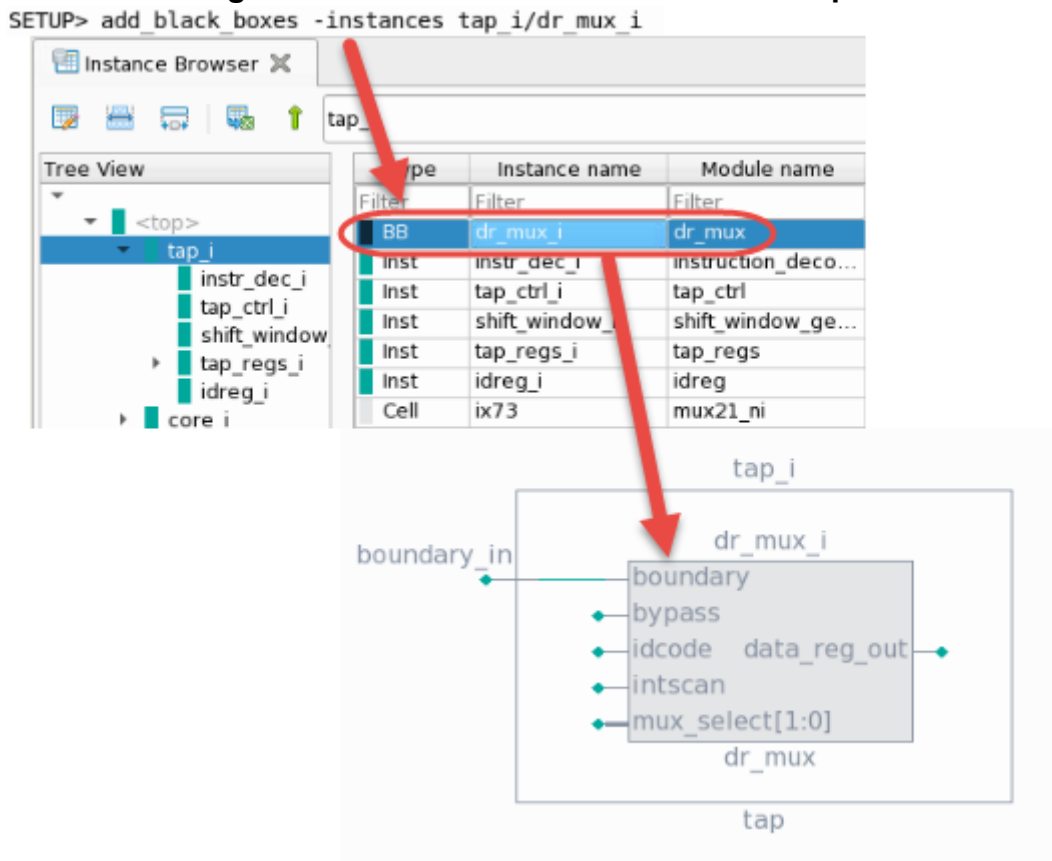 SETUP> add_black_boxes -instances tap_i/dr_mux_i
Instance Browser
tap_
Tree View
Instance name Module name
Filter Filter Filter
<top>
BB dr_mux_i dr_mux
tap_i
Inst instr_dec_i instruction_deco...
instr_dec_i
Inst tap_ctrl_i tap_ctrl
tap_ctrl_i
Inst shift_window_ shift_window_ge...
shift_window_
Inst tap_regs_i tap_regs
tap_regs_i
Inst idreg_i idreg
idreg_i
Cell ix73 mux21_ni
core_i
tap_i
dr_mux_i
boundary_in
boundary
bypass
idcode data_reg_out
intscan
mux_select[1:0]
dr_mux
tap